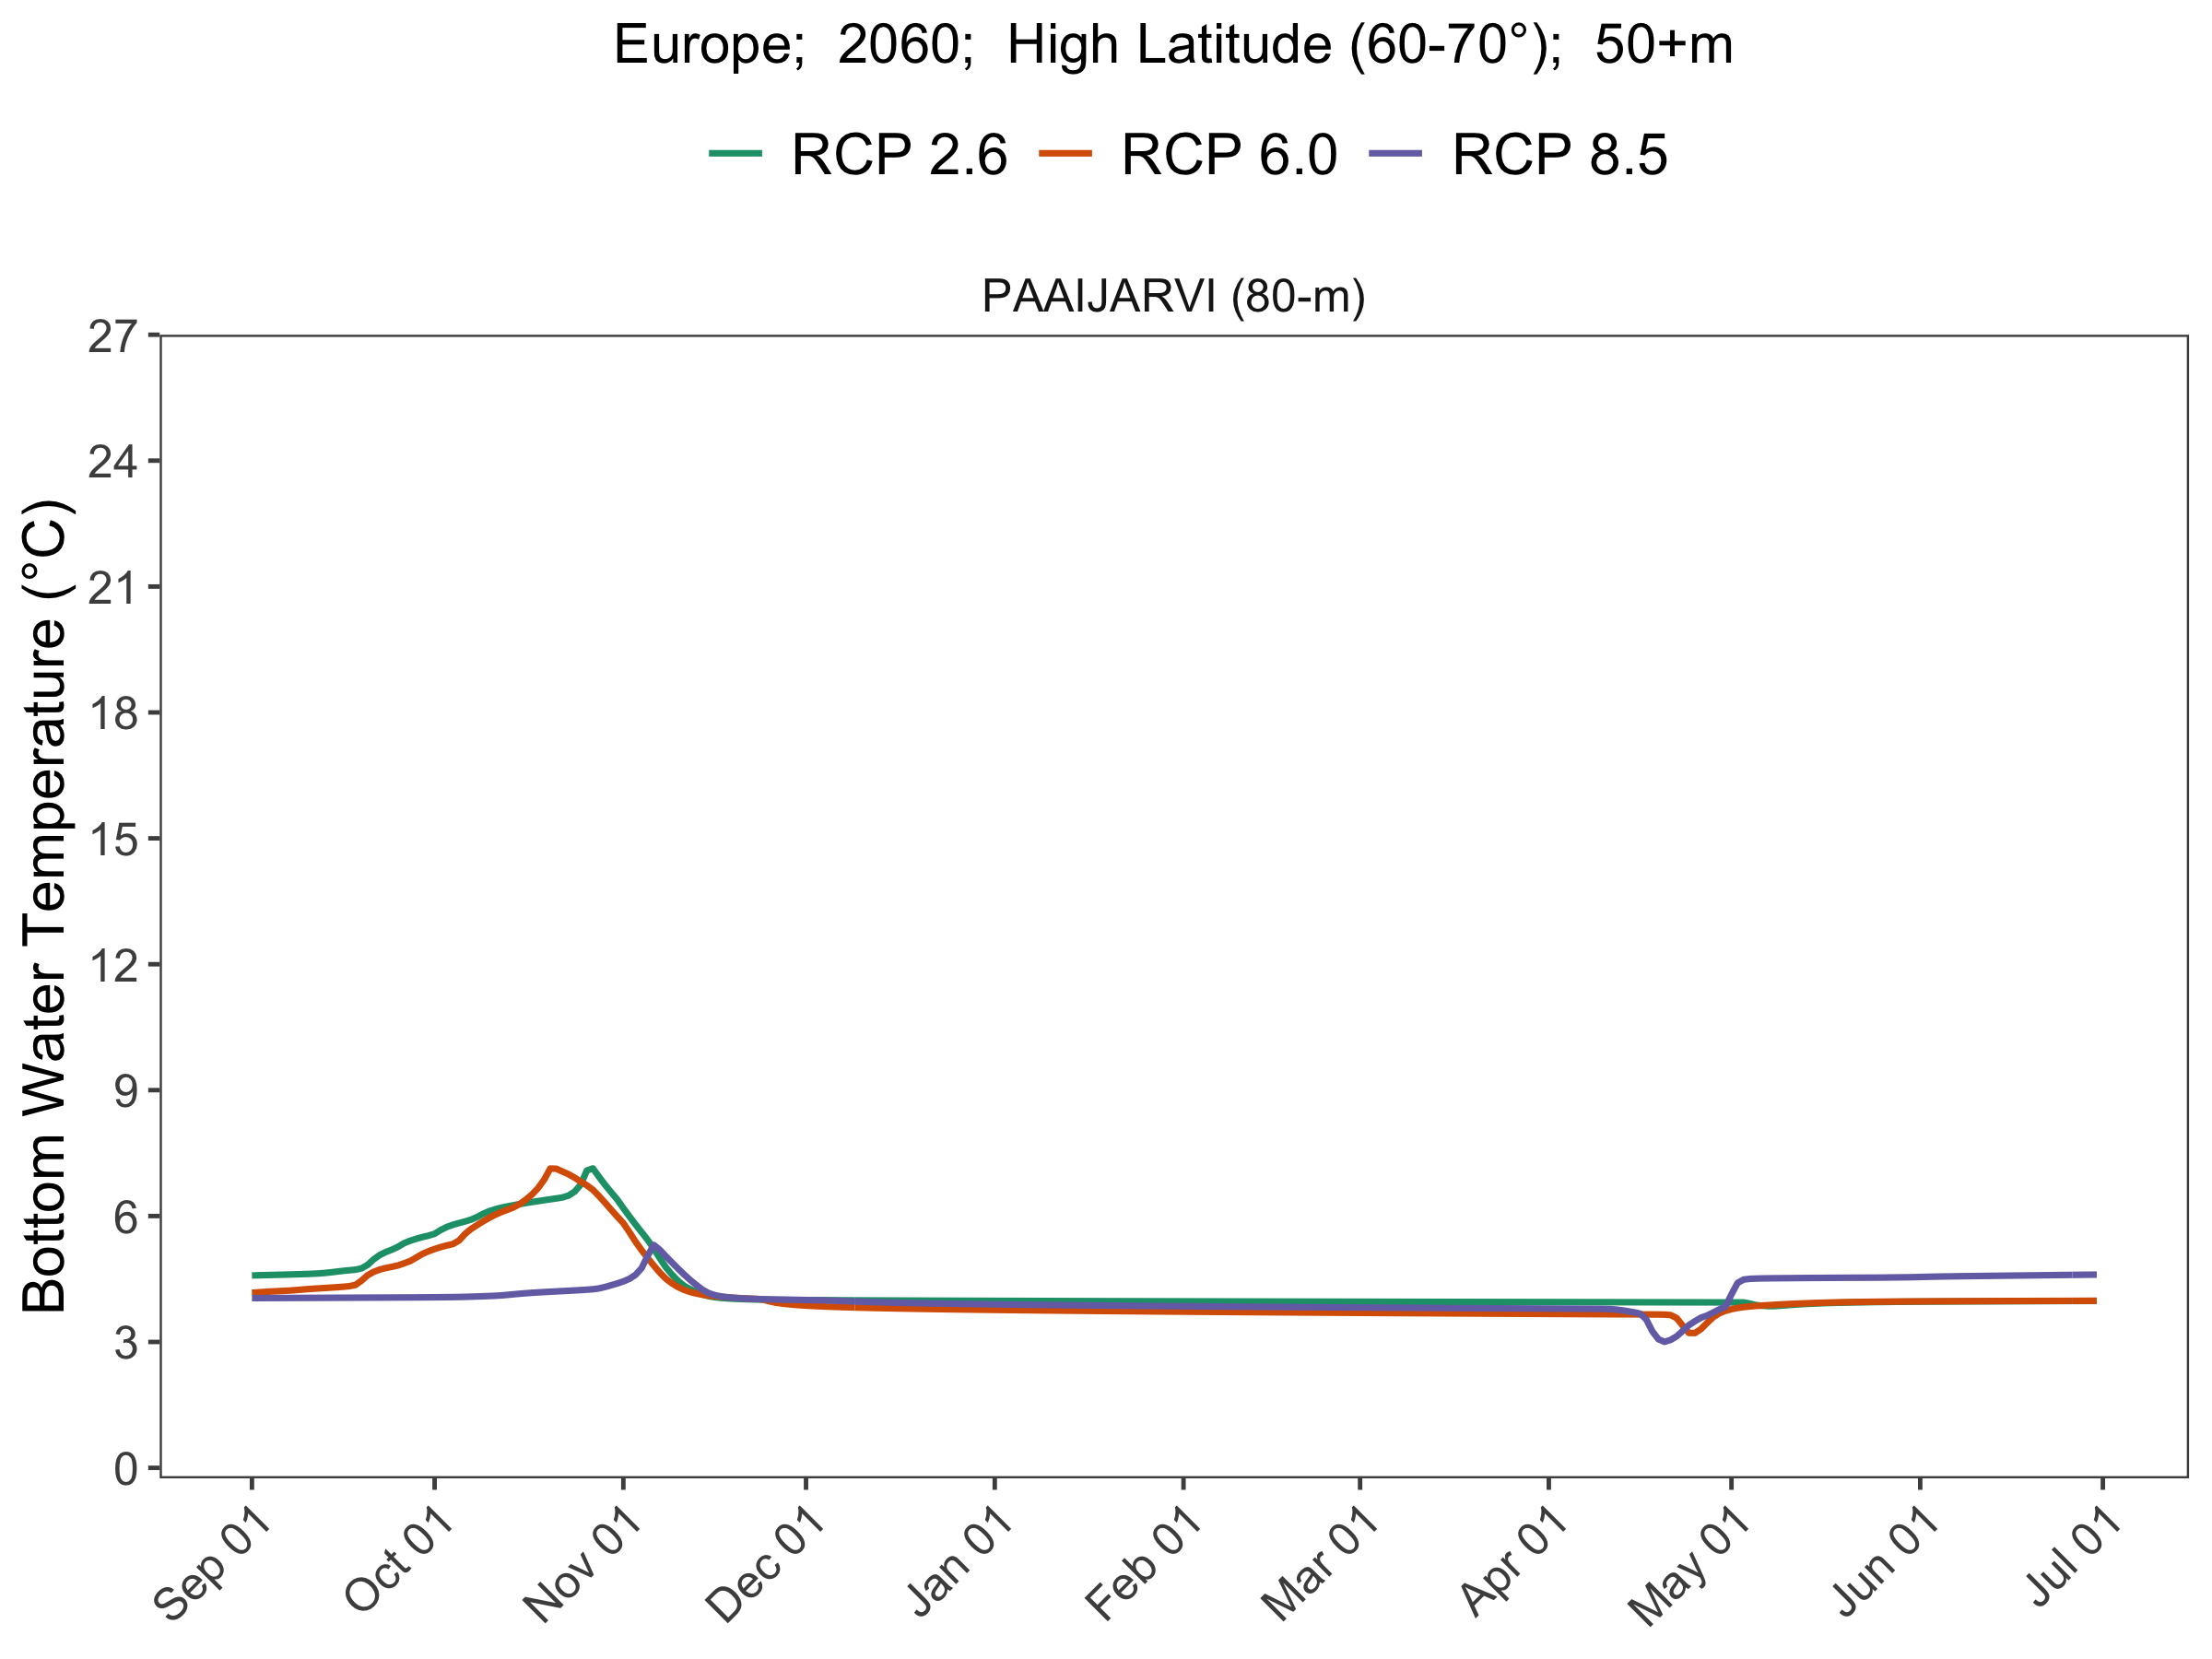 Europe;  2060;  High Latitude (60-70°);  50+m
RCP 2.6 RCP 6.0 RCP 8.5
PAAIJARVI (80-m)
Bottom Water Temperature (°C)
27
24
21
18
15
12
9
6
3
0
Sep 01 Oct 01 Nov 01 Dec 01 Jan 01 Feb 01 Mar 01 Apr 01 May 01 Jun 01 Jul 01